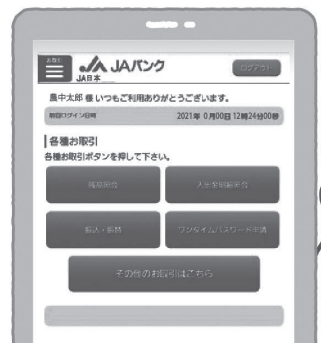 お取引
JAバンク
JA日本
ログアウト
農中太郎 様 いつもご利用ありがとうございます。
前回ログイン日時 2021年 0月00日 12時24分00秒
各種お取引
各種お取引ボタンを押して下さい。
残高照会
入出金明細照会
振込・振替
ワンタイムパスワード申請
その他のお取引はこちら